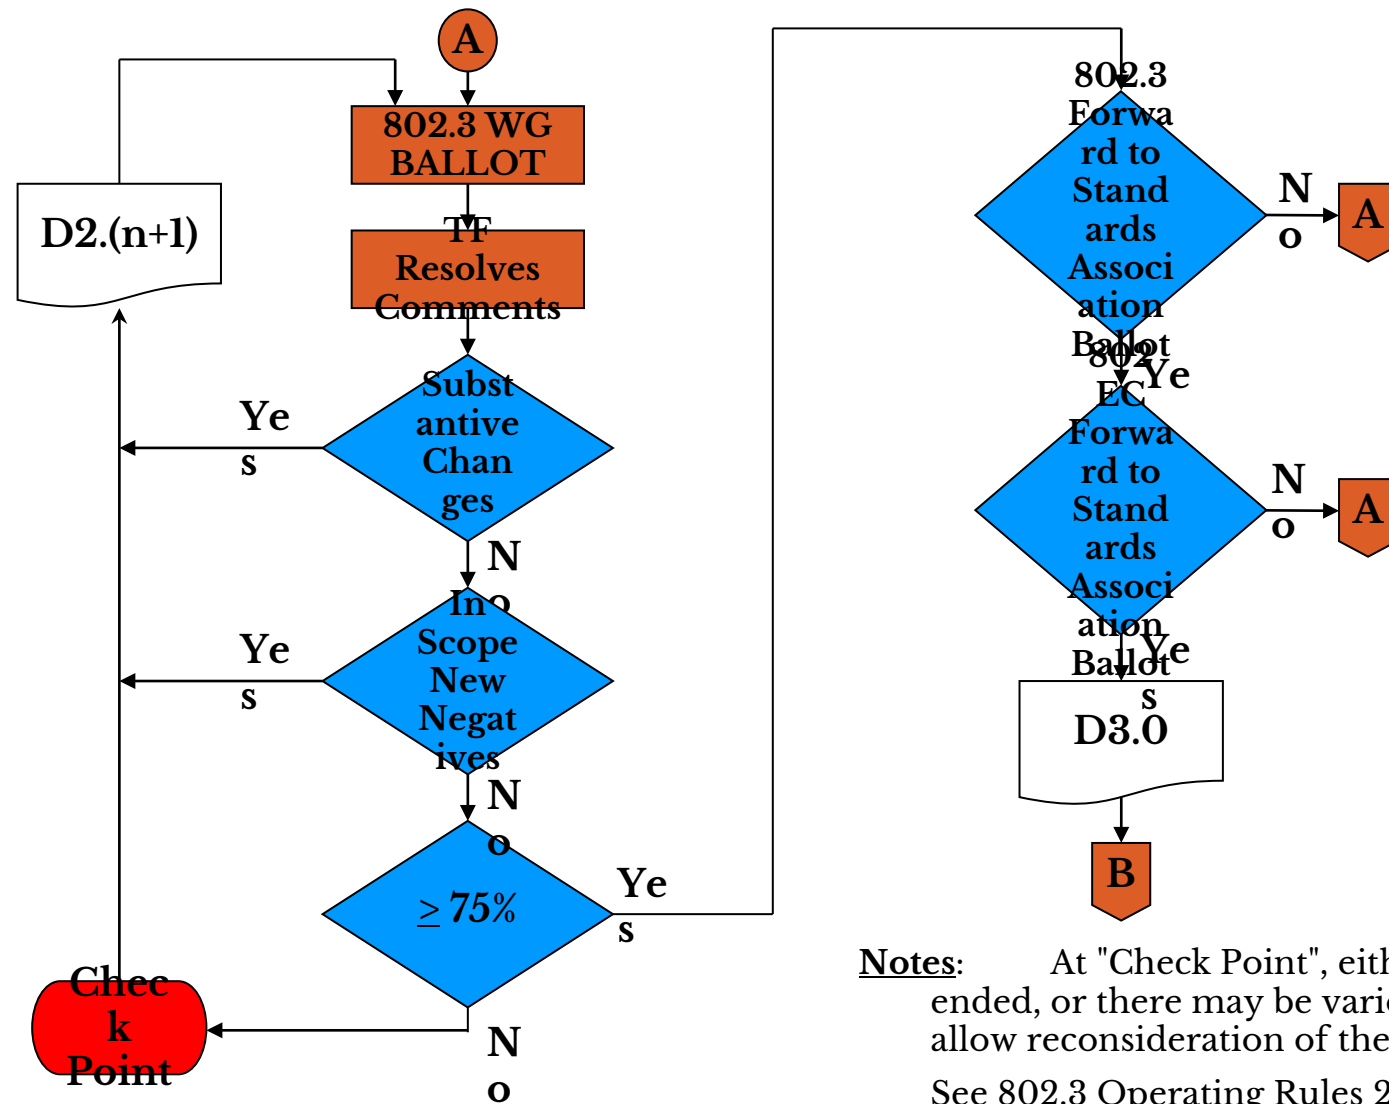 A
802.3 WG
BALLOT
D2.(n+1)
TF
Resolves
Comments
Subst
antive
Chan
ges
Ye
s
N
o
In
Scope
New
Negat
ives
Ye
s
N
o
≥ 75%
Ye
s
N
o
Chec
k
Point
802.3
Forwa
rd to
Stand
ards
Associ
ation
Ballot
N
o
A
Ye
802
EC
Forwa
rd to
Stand
ards
Associ
ation
Ballot
N
o
A
Ye
s
D3.0
B
Notes: At "Check Point", eith
ended, or there may be vari
allow reconsideration of the
See 802.3 Operating Rules 2